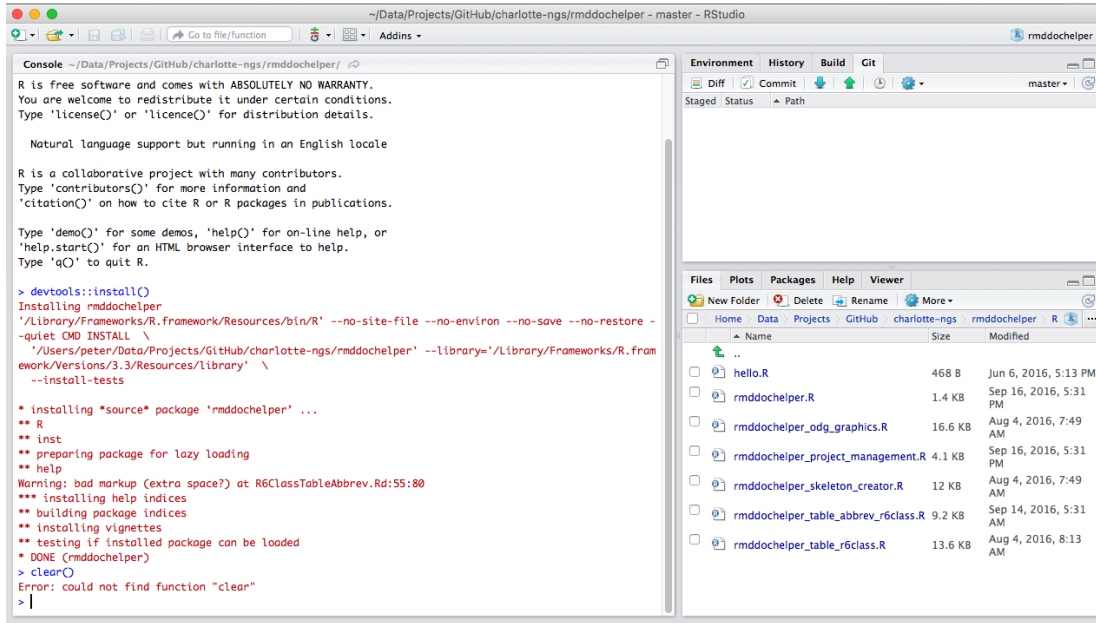 ~/Data/Projects/GitHub/charlotte-ngs/rmddochelper - master - RStudio
Go to file/function Addins rmddochelper
Console ~/Data/Projects/GitHub/charlotte-ngs/rmddochelper/
R is free software and comes with ABSOLUTELY NO WARRANTY.
You are welcome to redistribute it under certain conditions.
Type 'license()' or 'licence()' for distribution details.
Natural language support but running in an English locale
R is a collaborative project with many contributors.
Type 'contributors()' for more information and
'citation()' on how to cite R or R packages in publications.
Type 'demo()' for some demos, 'help()' for on-line help, or
'help.start()' for an HTML browser interface to help.
Type 'q()' to quit R.
> devtools::install()
Installing rmddochelper
'/Library/Frameworks/R.framework/Resources/bin/R' --no-site-file --no-environ --no-save --no-restore -
-quiet CMD INSTALL \
'/Users/peter/Data/Projects/GitHub/charlotte-ngs/rmddochelper' --library='/Library/Frameworks/R.fram
ework/Versions/3.3/Resources/library' \
--install-tests
* installing *source* package 'rmddochelper' ...
** R
** inst
** preparing package for lazy loading
** help
Warning: bad markup (extra space?) at R6ClassTableAbbrev.Rd:55:80
*** installing help indices
** building package indices
** installing vignettes
** testing if installed package can be loaded
* DONE (rmddochelper)
> clear()
Error: could not find function "clear"
>
Environment History Build Git
Diff Commit master
Staged Status Path
Files Plots Packages Help Viewer
New Folder Delete Rename More
Home Data Projects GitHub charlotte-ngs rmddochelper R ...
Name Size Modified
..
hello.R 468 B Jun 6, 2016, 5:13 PM
rmddochelper.R 1.4 KB Sep 16, 2016, 5:31
PM
rmddochelper_odg_graphics.R 16.6 KB Aug 4, 2016, 7:49
AM
rmddochelper_project_management.R 4.1 KB Sep 16, 2016, 5:31
PM
rmddochelper_skeleton_creator.R 12 KB Aug 4, 2016, 7:49
AM
rmddochelper_table_abbrev_r6class.R 9.2 KB Sep 14, 2016, 5:31
AM
rmddochelper_table_r6class.R 13.6 KB Aug 4, 2016, 8:13
AM